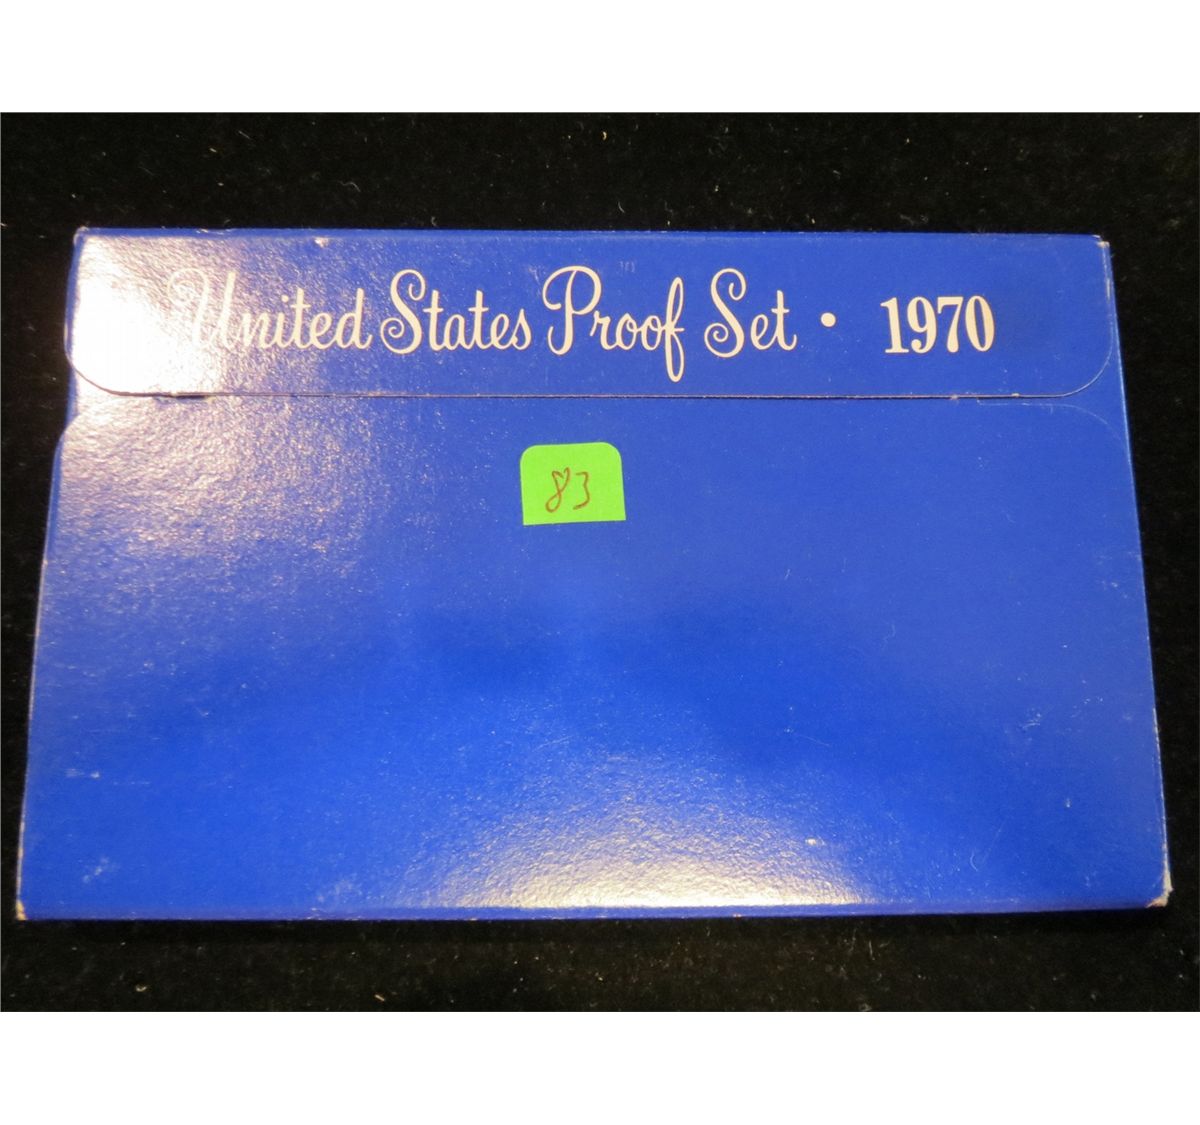 United States Proof Set • 1970
83